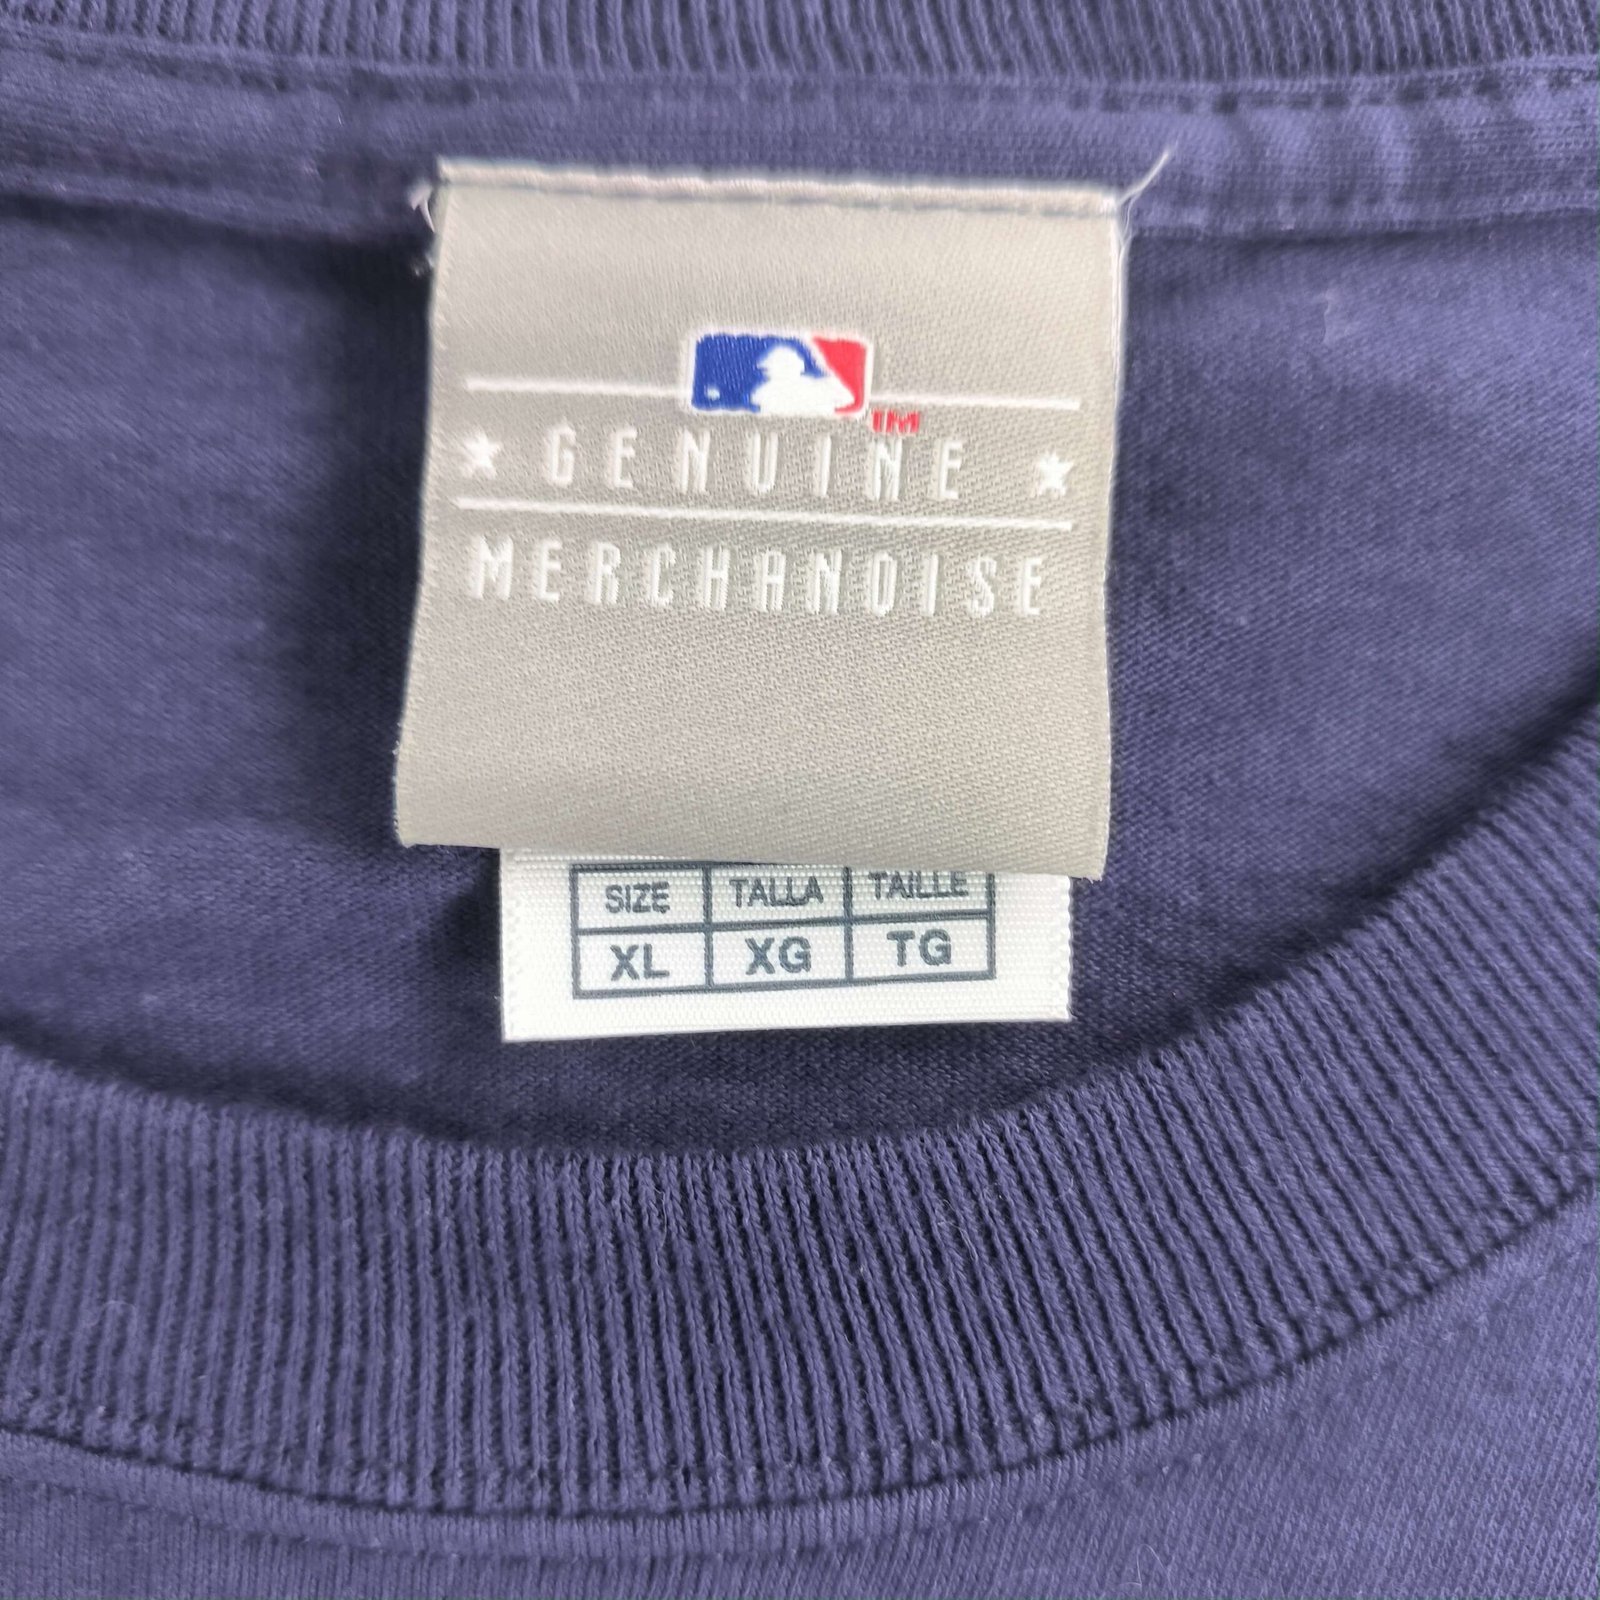 TM
GENUINE
MERCHANDISE
SIZE TALLA TAILLE
XL XG TG